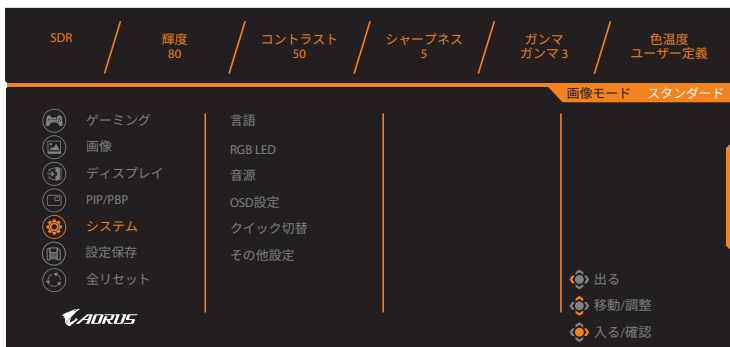 SDR 輝度 コントラスト シャープネス ガンマ 色温度
80 50 5 ガンマ 3 ユーザー定義
画像モード スタンダード
ゲーミング
画像
ディスプレイ
PIP/PBP
システム
設定保存
全リセット
言語
RGB LED
音源
OSD設定
クイック切替
その他設定
出る
移動/調整
入る/確認
AORUS